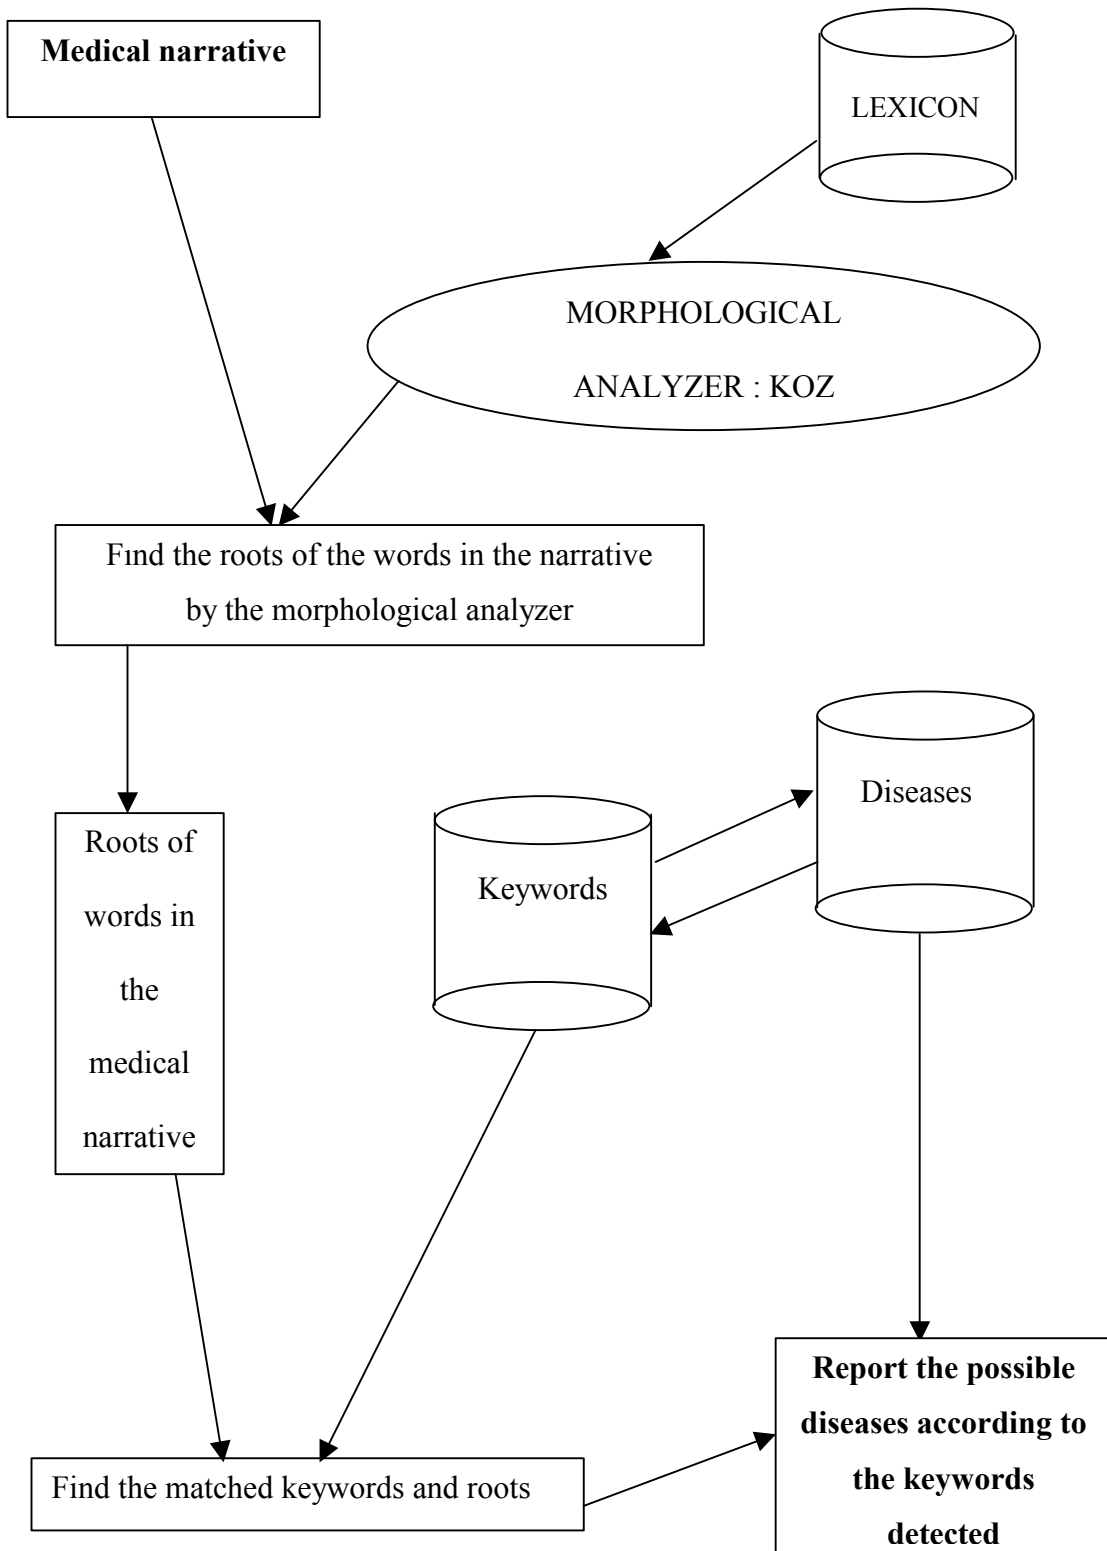 Medical narrative
LEXICON
MORPHOLOGICAL
ANALYZER : KOZ
Fınd the roots of the words in the narrative
by the morphological analyzer
Diseases
Keywords
Roots of
words in
the
medical
narrative
Report the possible
diseases according to
the keywords
detected
Find the matched keywords and roots